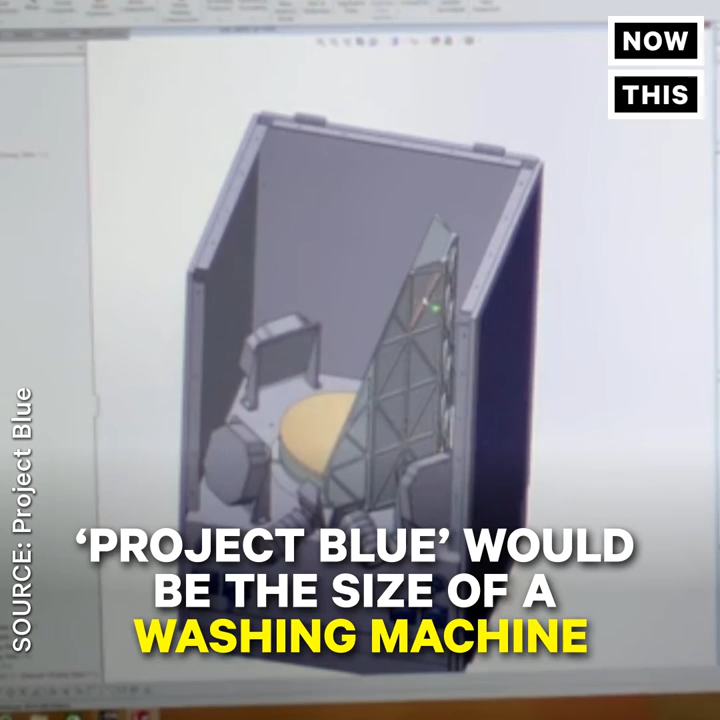 NOW
THIS
SOURCE: Project Blue
‘PROJECT BLUE’ WOULD
BE THE SIZE OF A
WASHING MACHINE